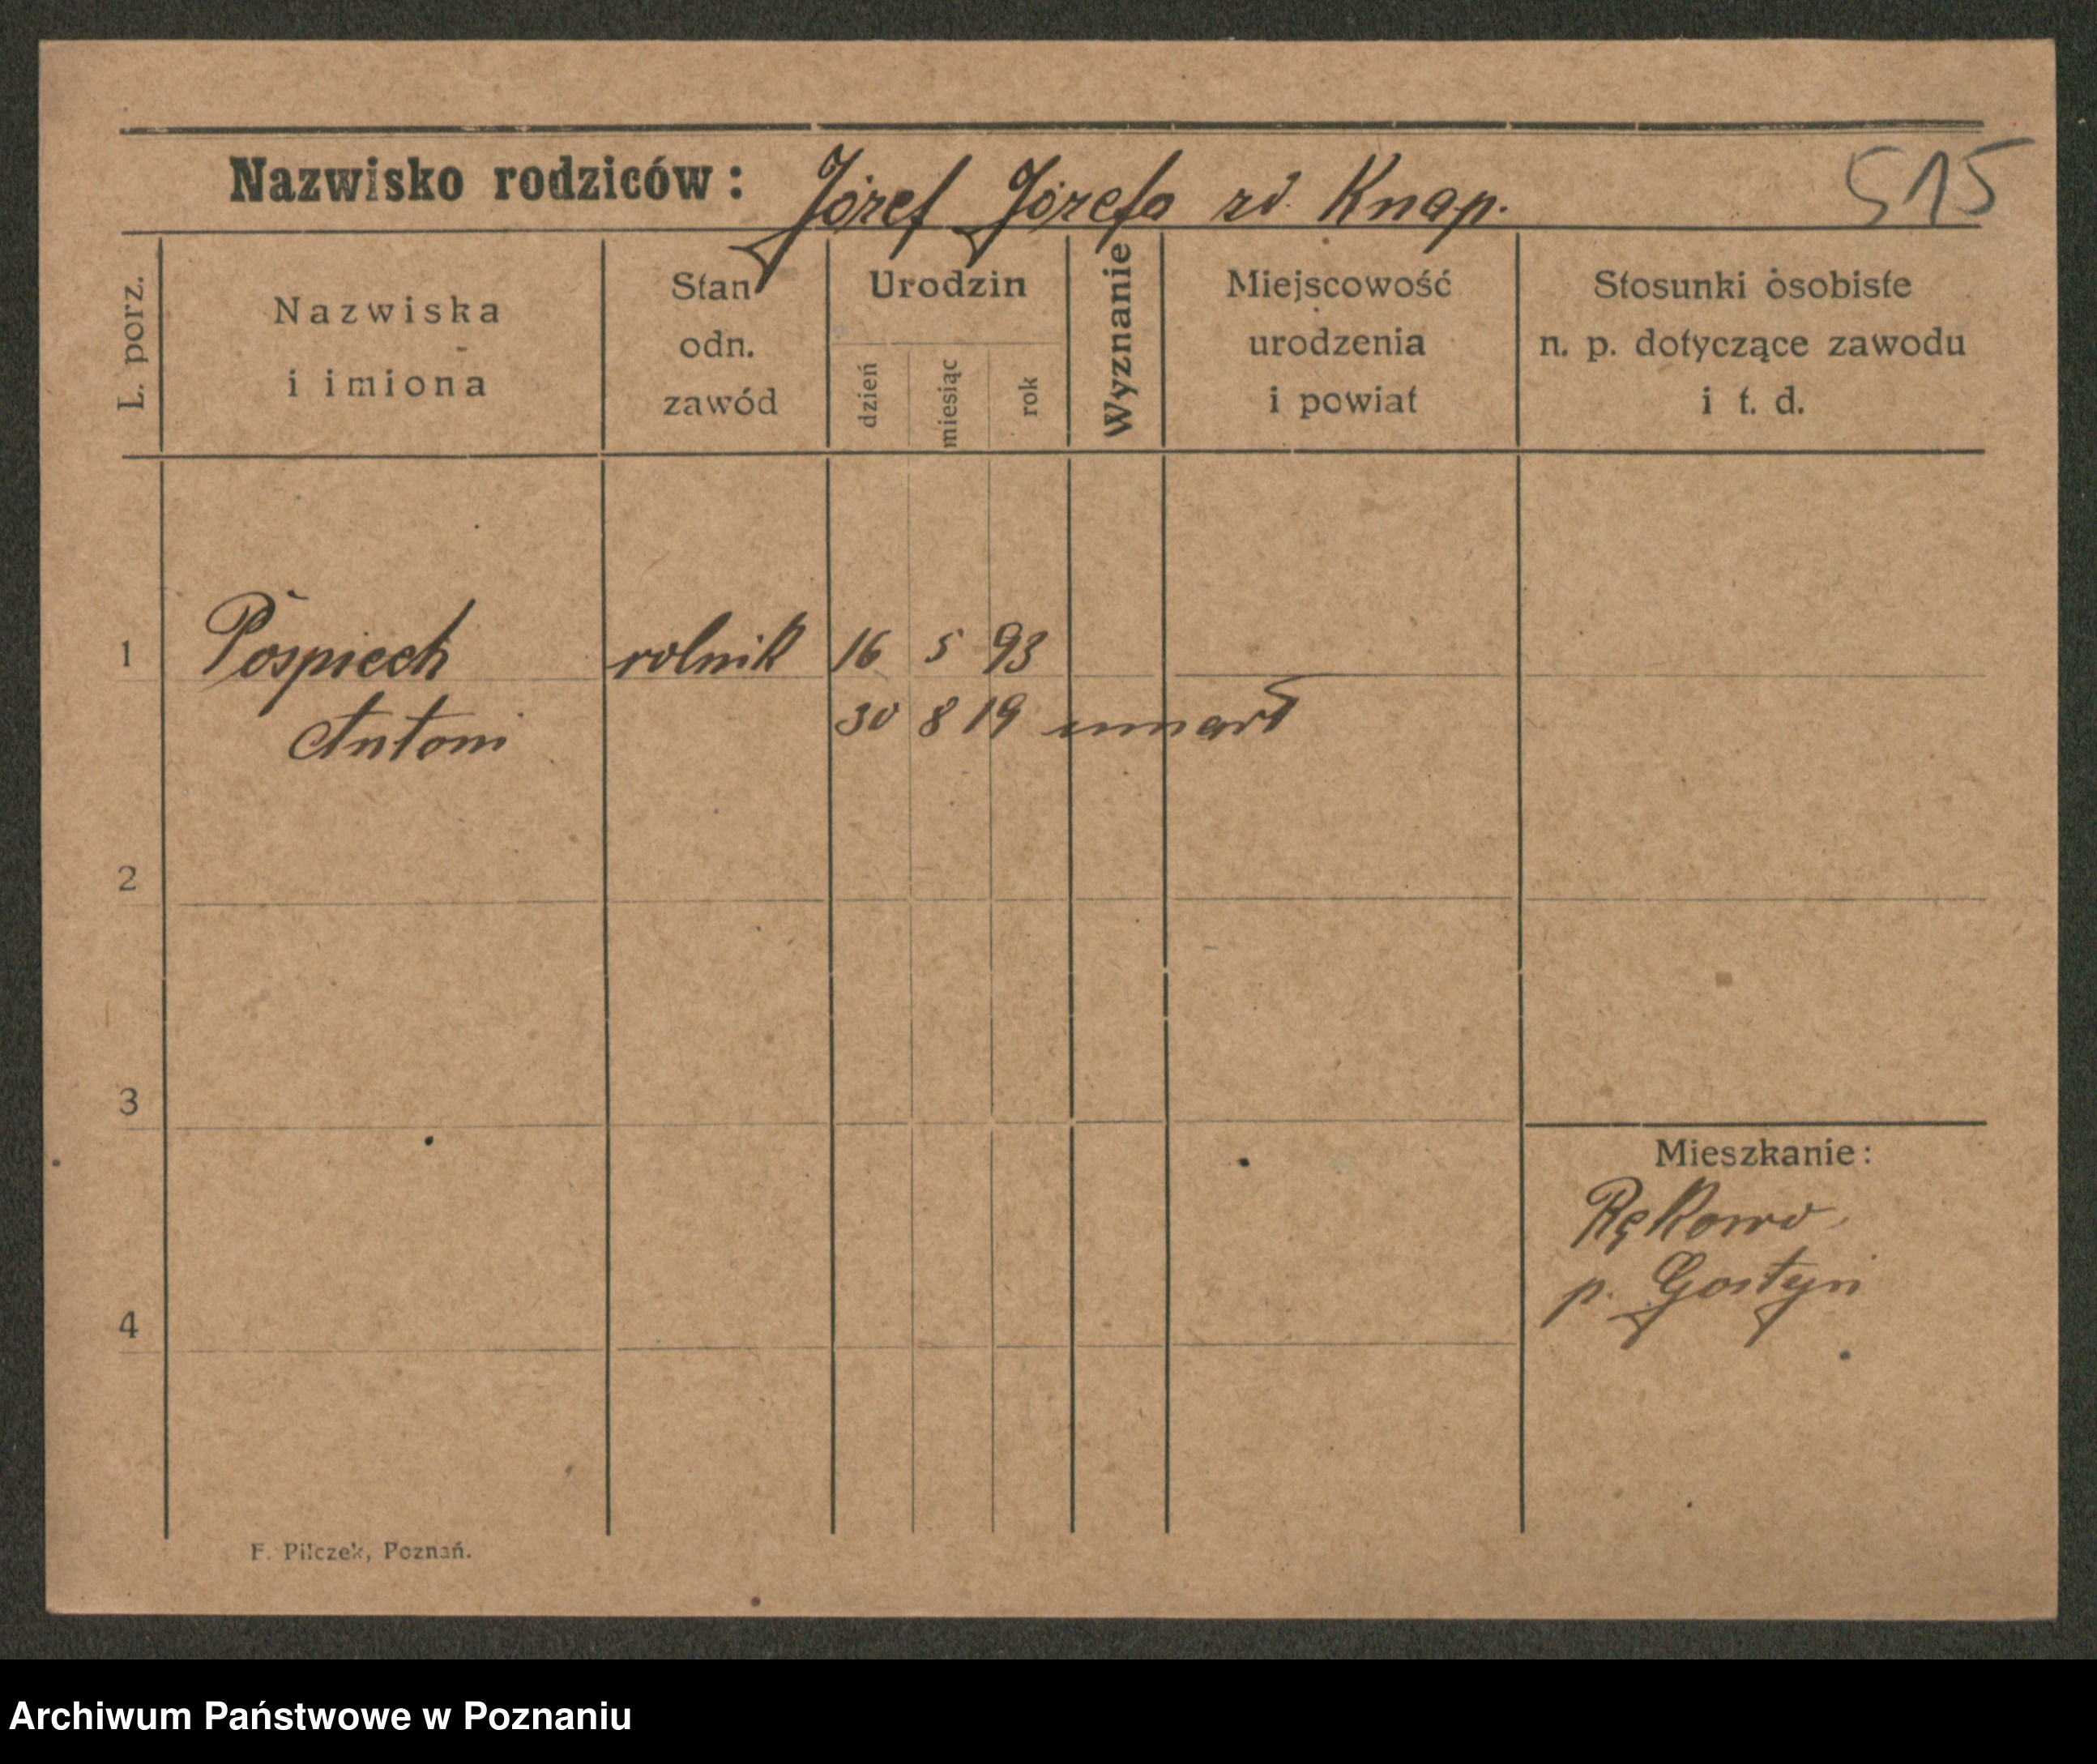 Nazwisko rodziców: Józef Józefa zd. Knap. 515
L. porz.
Nazwiska
i imiona
Stan
odn.
zawód
Urodzin
dzień
miesiąc
rok
Wyznanie
Miejscowość
urodzenia
i powiat
Stosunki osobiste
n. p. dotyczące zawodu
i t. d.
1 Pospiech rolnik 16 5 93
Antoni 30 8 19 umarł
2
3
Mieszkanie:
Rękowo
p. Gostyń
4
F. Pilczek, Poznań.
Archiwum Państwowe w Poznaniu